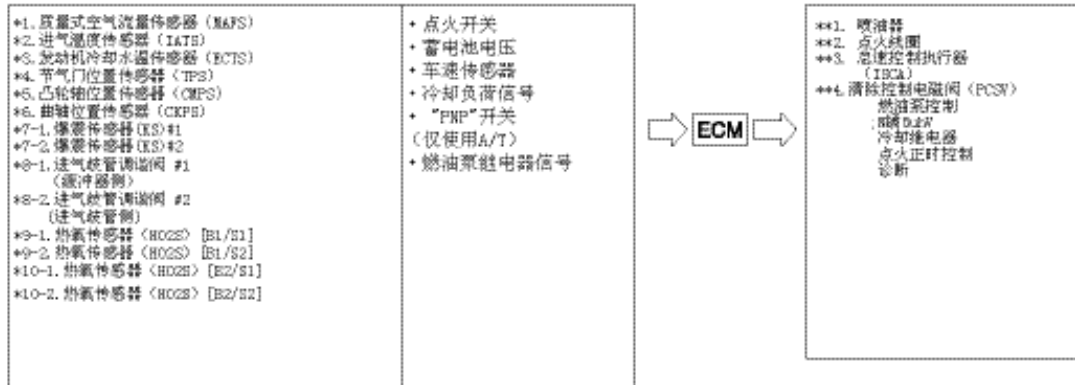 *1. 质量式空气流量传感器（MAFS）
*2. 进气温度传感器（IATS）
*3. 发动机冷却水温传感器（ECTS）
*4. 节气门位置传感器（TPS）
*5. 凸轮轴位置传感器（CMPS）
*6. 曲轴位置传感器（CKPS）
*7-1. 爆震传感器(KS)#1
*7-2. 爆震传感器(KS)#2
*8-1. 进气歧管调谐阀 #1
（缓冲器侧）
*8-2. 进气歧管调谐阀 #2
（进气歧管侧）
*9-1. 热氧传感器（HO2S）[B1/S1]
*9-2. 热氧传感器（HO2S）[B1/S2]
*10-1. 热氧传感器（HO2S）[B2/S1]
*10-2. 热氧传感器（HO2S）[B2/S2]
• 点火开关
• 蓄电池电压
• 车速传感器
• 冷却负荷信号
• "PNP"开关
（仅使用A/T）
• 燃油泵继电器信号
ECM
**1. 喷油器
**2. 点火线圈
**3. 怠速控制执行器
（ISCA）
**4. 清除控制电磁阀（PCSV）
燃油泵控制
冷却继电器
点火正时控制
诊断